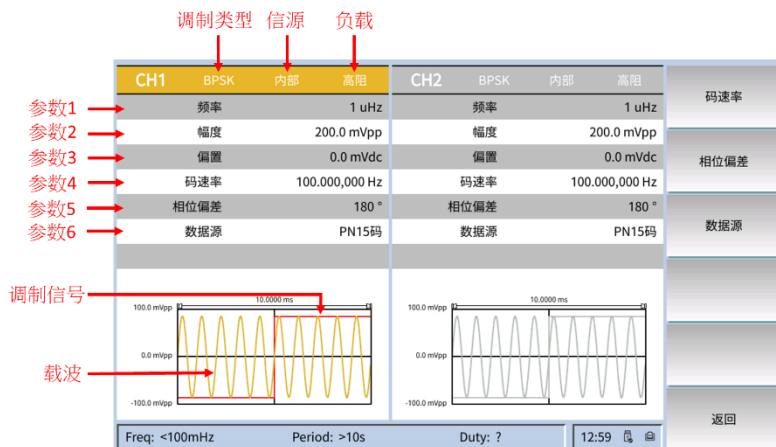 调制类型 信源 负载
CH1 BPSK 内部 高阻 CH2 BPSK 内部 高阻 码速率
参数1 频率 1 uHz 频率 1 uHz
参数2 幅度 200.0 mVpp 幅度 200.0 mVpp
参数3 偏置 0.0 mVdc 偏置 0.0 mVdc 相位偏差
参数4 码速率 100.000,000 Hz 码速率 100.000,000 Hz
参数5 相位偏差 180 ° 相位偏差 180 °
参数6 数据源 PN15码 数据源 PN15码 数据源
调制信号 10.0000 ms 10.0000 ms
100.0 mVpp 100.0 mVpp
0.0 mVpp 0.0 mVpp
载波
-100.0 mVpp -100.0 mVpp
返回
Freq: <100mHz Period: >10s Duty: ? 12:59